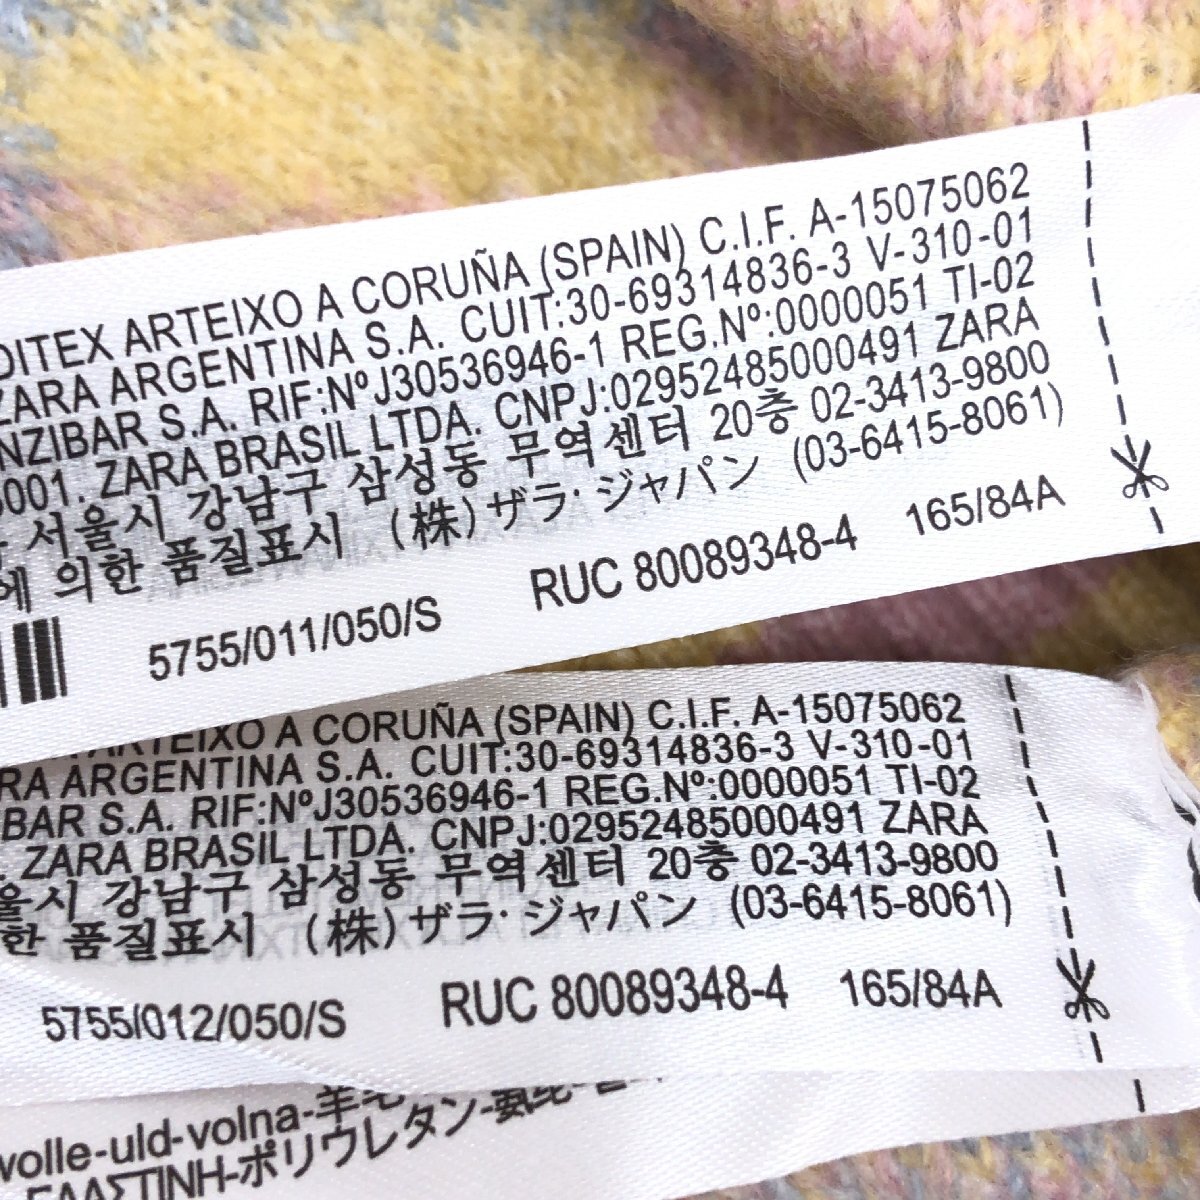 ARTEIXO A CORUÑA (SPAIN) C.I.F. A-15075062
ZARA ARGENTINA S.A. CUIT:30-69314836-3 V-310-01
NZIBAR S.A. RIF:NºJ30536946-1 REG.Nº:0000051 TI-02
001. ZARA BRASIL LTDA. CNPJ:02952485000491 ZARA
서울시 강남구 삼성동 무역센터 20층 02-3413-9800
에 의한 품질표시 (株)ザラ・ジャパン (03-6415-8061)
5755/011/050/S RUC 80089348-4 165/84A
ARTEIXO A CORUÑA (SPAIN) C.I.F. A-15075062
RA ARGENTINA S.A. CUIT:30-69314836-3 V-310-01
BAR S.A. RIF:NºJ30536946-1 REG.Nº:0000051 TI-02
. ZARA BRASIL LTDA. CNPJ:02952485000491 ZARA
울시 강남구 삼성동 무역센터 20층 02-3413-9800
한 품질표시 (株)ザラ・ジャパン (03-6415-8061)
5755/012/050/S RUC 80089348-4 165/84A
wolle-uld-volna-羊毛
ΕΛΑΣΤΙΝΗ-ポリウレタン-氨纶-